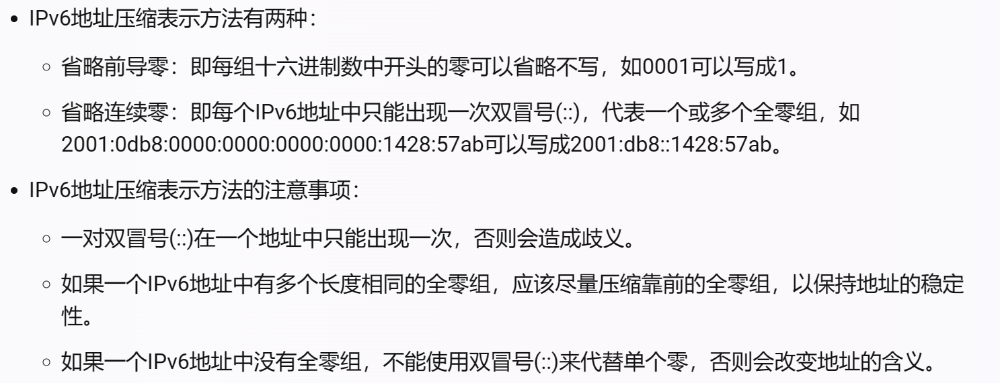 • IPv6地址压缩表示方法有两种：
○ 省略前导零：即每组十六进制数中开头的零可以省略不写，如0001可以写成1。
○ 省略连续零：即每个IPv6地址中只能出现一次双冒号(::)，代表一个或多个全零组，如
2001:0db8:0000:0000:0000:0000:1428:57ab可以写成2001:db8::1428:57ab。
• IPv6地址压缩表示方法的注意事项：
○ 一对双冒号(::)在一个地址中只能出现一次，否则会造成歧义。
○ 如果一个IPv6地址中有多个长度相同的全零组，应该尽量压缩靠前的全零组，以保持地址的稳定
性。
○ 如果一个IPv6地址中没有全零组，不能使用双冒号(::)来代替单个零，否则会改变地址的含义。